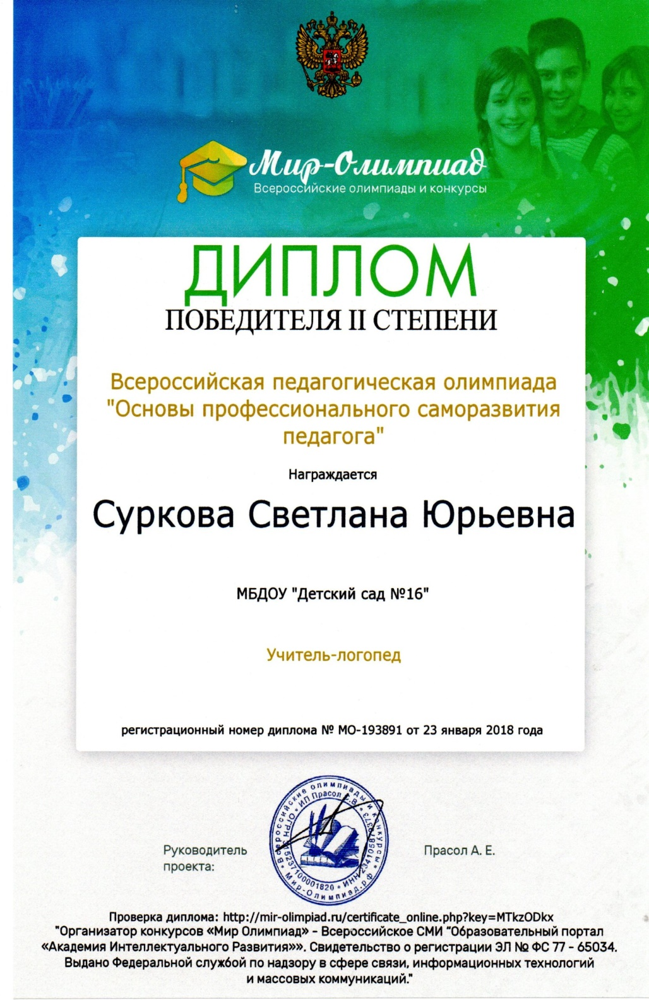 Мир-Олимпиад
Всероссийские олимпиады и конкурсы
ДИПЛОМ
ПОБЕДИТЕЛЯ II СТЕПЕНИ
Всероссийская педагогическая олимпиада
"Основы профессионального саморазвития
педагога"
Награждается
Суркова Светлана Юрьевна
МБДОУ "Детский сад №16"
Учитель-логопед
регистрационный номер диплома № МО-193891 от 23 января 2018 года
Всероссийские олимпиады и конкурсы
Мир-Олимпиад.рф
ИП Прасол
ИНН 234105879373
Руководитель
проекта:
Прасол А. Е.
Проверка диплома: http://mir-olimpiad.ru/certificate_online.php?key=MTkzODkx
"Организатор конкурсов «Мир Олимпиад» - Всероссийское СМИ "Образовательный портал
«Академия Интеллектуального Развития»». Свидетельство о регистрации ЭЛ № ФС 77 - 65034.
Выдано Федеральной службой по надзору в сфере связи, информационных технологий
и массовых коммуникаций."